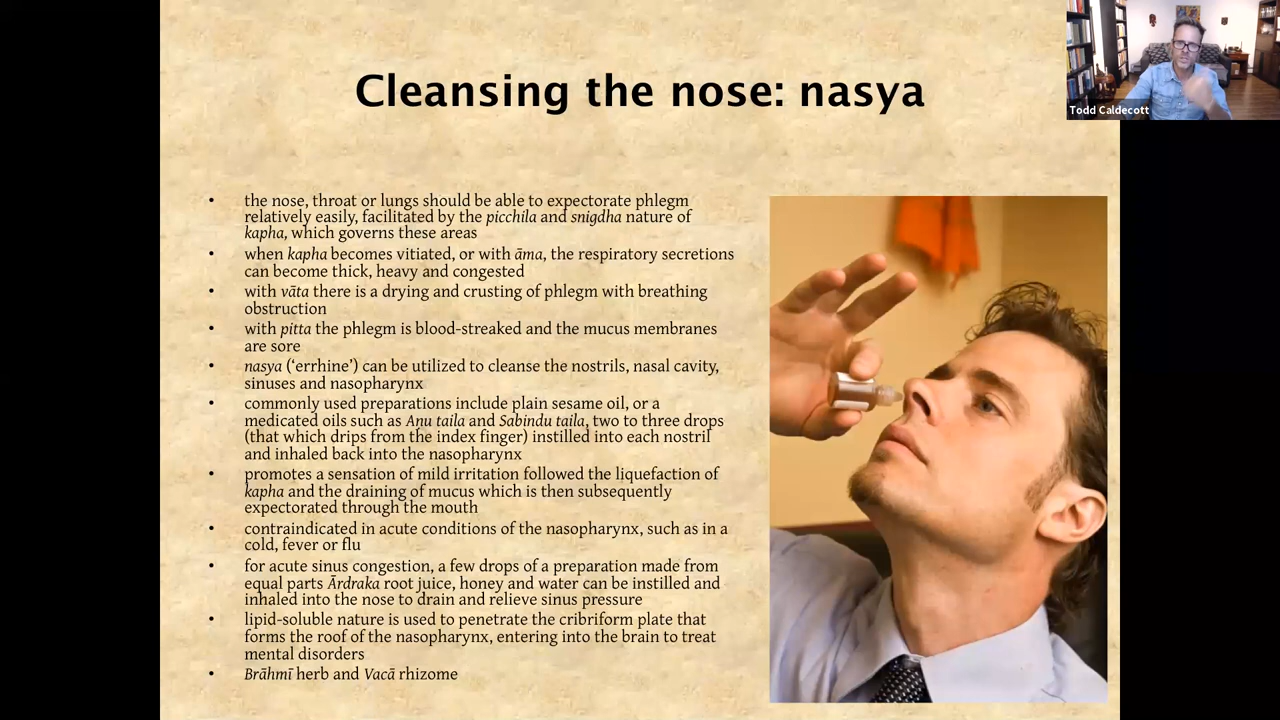 Cleansing the nose: nasya
Todd Caldecott
• the nose, throat or lungs should be able to expectorate phlegm
relatively easily, facilitated by the picchila and snigdha nature of
kapha, which governs these areas
• when kapha becomes vitiated, or with āma, the respiratory secretions
can become thick, heavy and congested
• with vāta there is a drying and crusting of phlegm with breathing
obstruction
• with pitta the phlegm is blood-streaked and the mucus membranes
are sore
• nasya (‘errhine’) can be utilized to cleanse the nostrils, nasal cavity,
sinuses and nasopharynx
• commonly used preparations include plain sesame oil, or a
medicated oils such as Aṇu taila and Ṣabindu taila, two to three drops
(that which drips from the index finger) instilled into each nostril
and inhaled back into the nasopharynx
• promotes a sensation of mild irritation followed the liquefaction of
kapha and the draining of mucus which is then subsequently
expectorated through the mouth
• contraindicated in acute conditions of the nasopharynx, such as in a
cold, fever or flu
• for acute sinus congestion, a few drops of a preparation made from
equal parts Ārdraka root juice, honey and water can be instilled and
inhaled into the nose to drain and relieve sinus pressure
• lipid-soluble nature is used to penetrate the cribriform plate that
forms the roof of the nasopharynx, entering into the brain to treat
mental disorders
• Brāhmī herb and Vacā rhizome